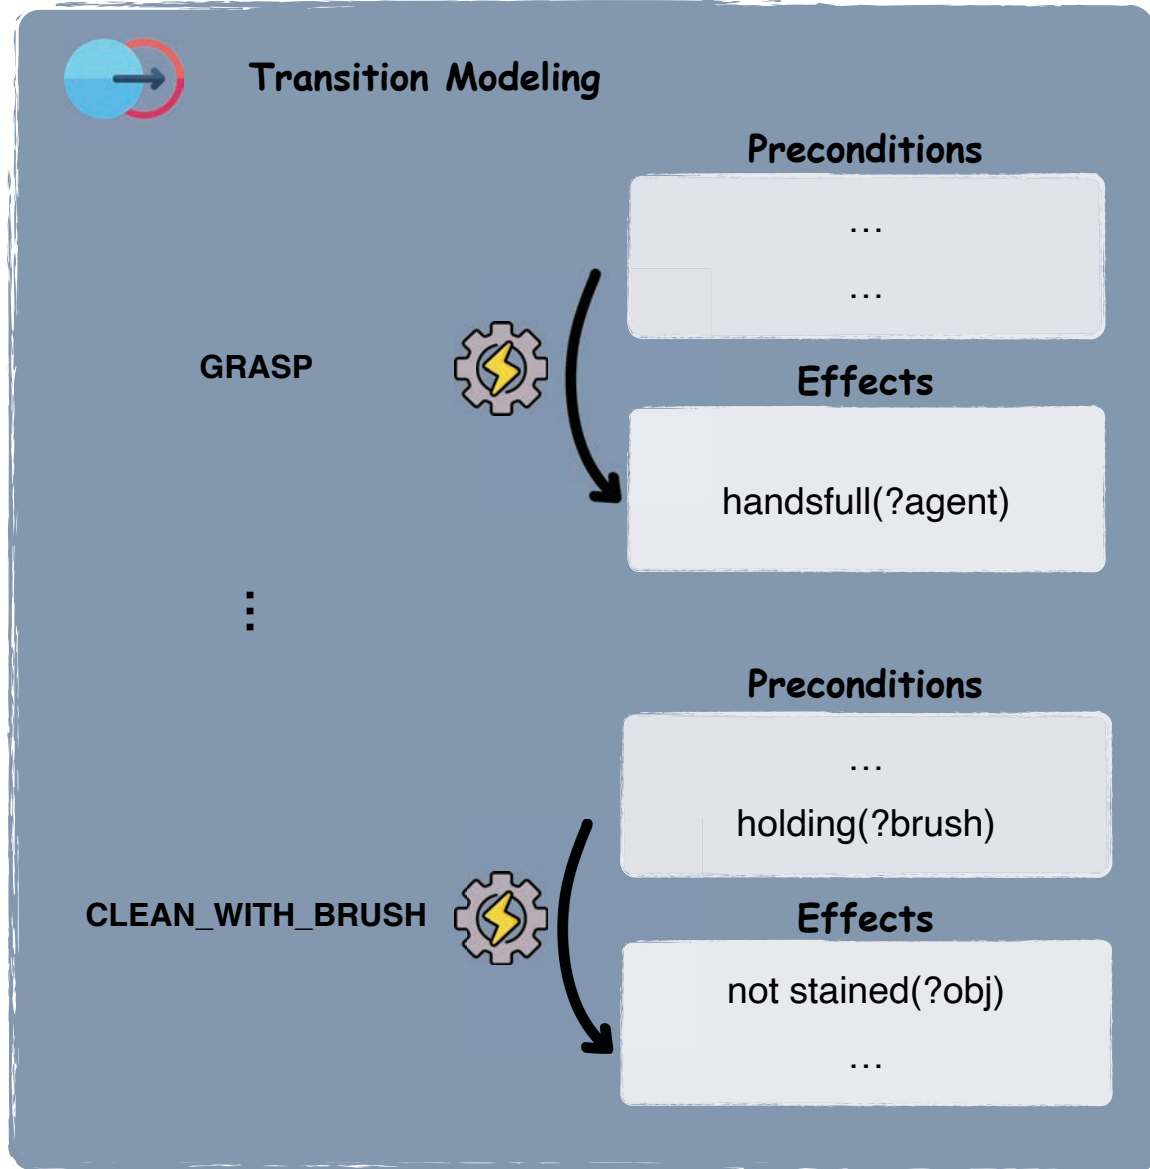 Transition Modeling
Preconditions
...
...
GRASP
Effects
handsfull(?agent)
⋮
Preconditions
...
holding(?brush)
CLEAN_WITH_BRUSH
Effects
not stained(?obj)
...